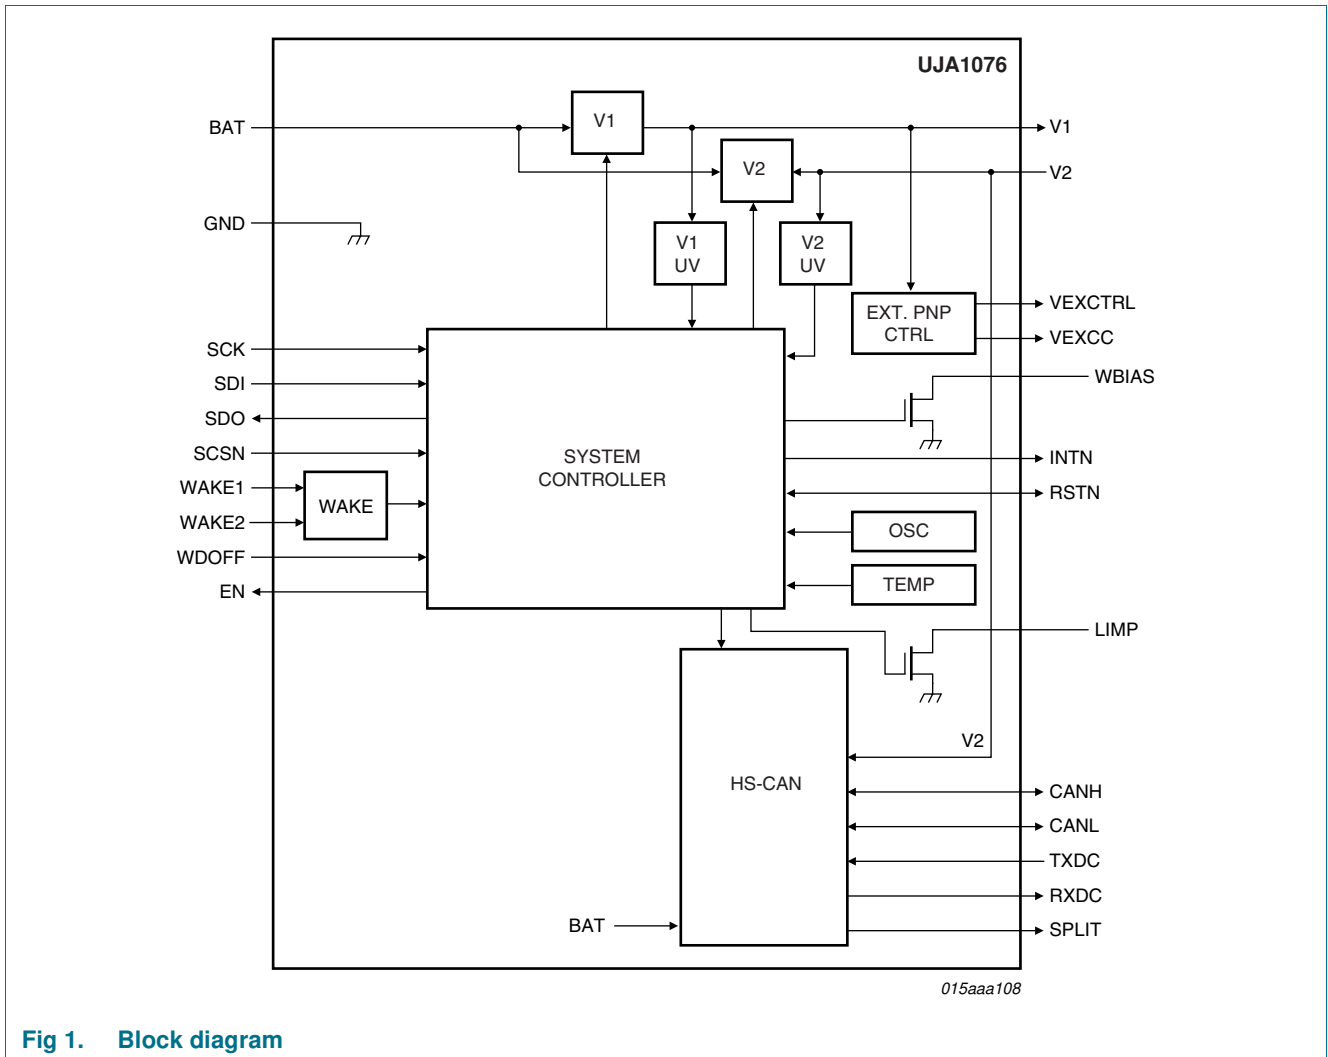 UJA1076
BAT
V1
V1
V2
V2
GND
V1
UV
V2
UV
EXT. PNP
CTRL
VEXCTRL
VEXCC
SCK
SDI
SDO
SCSN
WAKE1
WAKE2
WAKE
WDOFF
EN
SYSTEM
CONTROLLER
WBIAS
INTN
RSTN
OSC
TEMP
LIMP
V2
HS-CAN
CANH
CANL
TXDC
RXDC
SPLIT
BAT
015aaa108
Fig 1. Block diagram